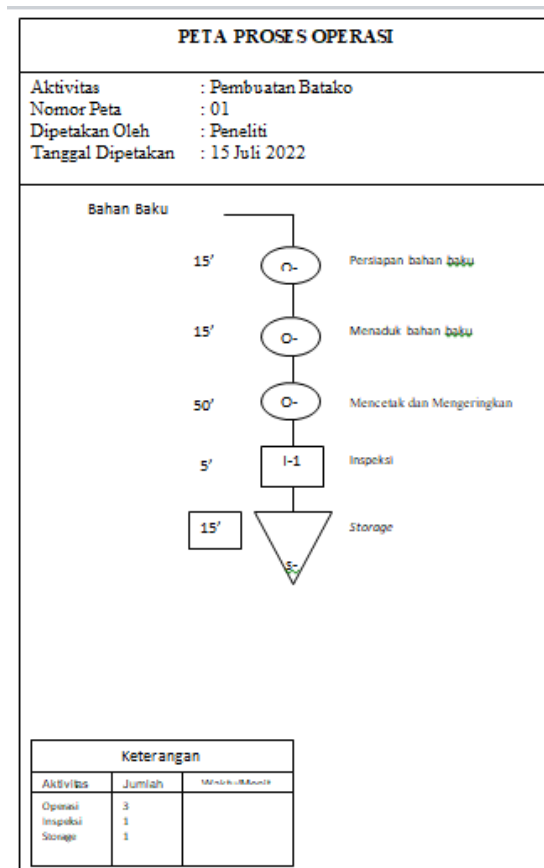 PETA PROSES OPERASI
Aktivitas : Pembuatan Batako
Nomor Peta : 01
Dipetakan Oleh : Peneliti
Tanggal Dipetakan : 15 Juli 2022
Bahan Baku
15' O- Persiapan bahan baku
15' O- Menaduk bahan baku
50' O- Mencetak dan Mengeringkan
5' I-1 Inspeksi
15' S- Storage
Keterangan
Aktivitas Jumlah
Operasi 3
Inspeksi 1
Storage 1